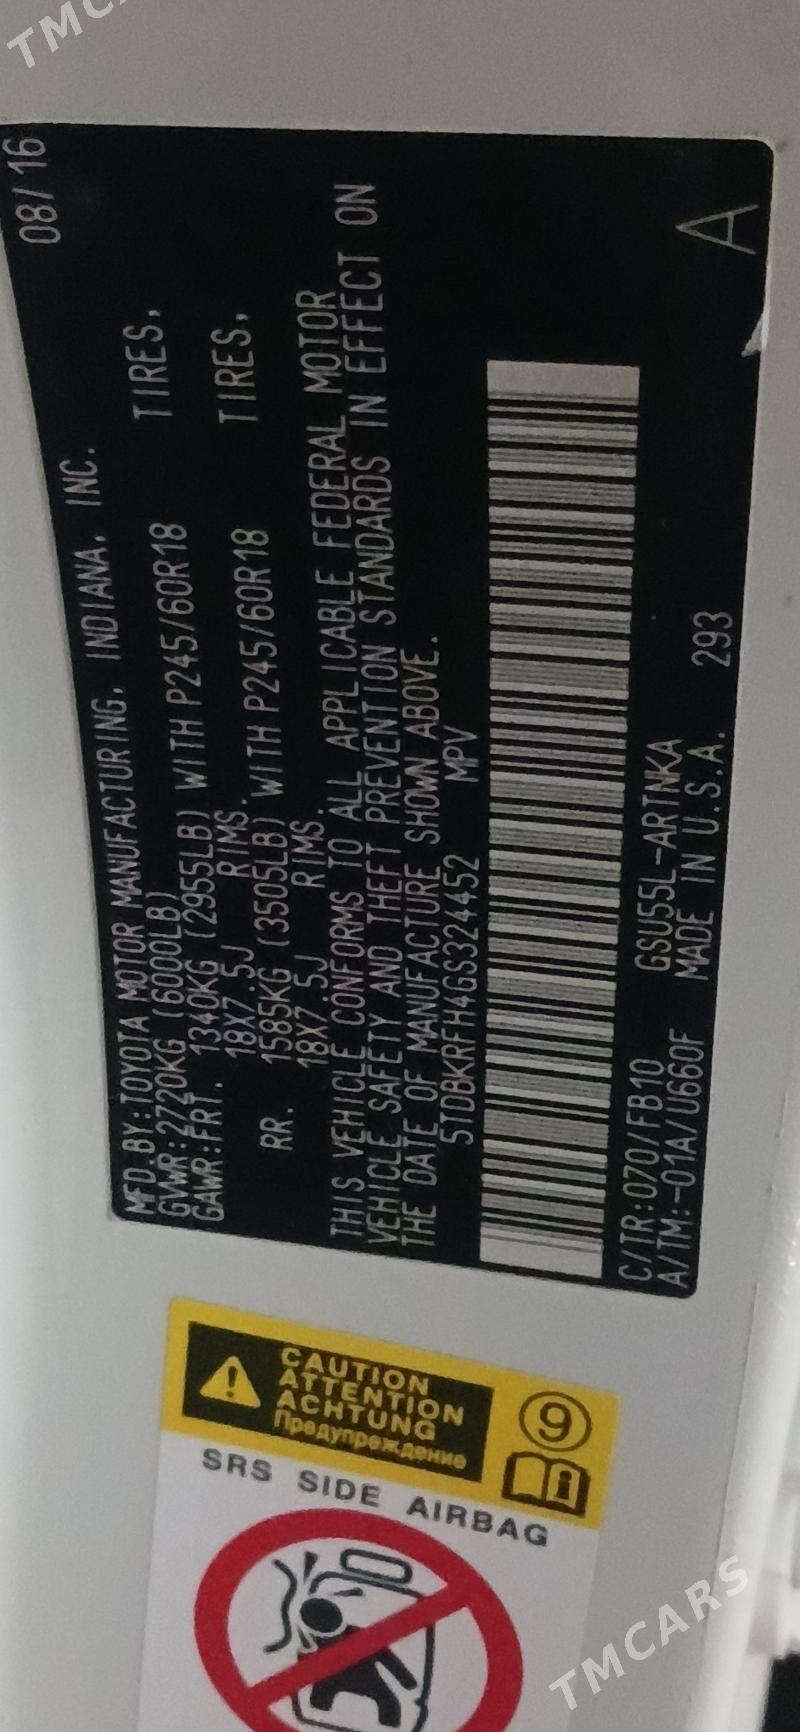 08/16
MFD.BY:TOYOTA MOTOR MANUFACTURING, INDIANA, INC.
GVWR:2720KG (6000LB)
GAWR:FRT. 1340KG (2955LB) WITH P245/60R18 TIRES,
18X7.5J RIMS.
RR. 1585KG (3505LB) WITH P245/60R18 TIRES,
18X7.5J RIMS.
THIS VEHICLE CONFORMS TO ALL APPLICABLE FEDERAL MOTOR
VEHICLE SAFETY AND THEFT PREVENTION STANDARDS IN EFFECT ON
THE DATE OF MANUFACTURE SHOWN ABOVE.
5TDBKRFH4GS324452 MPV
C/TR:070/FB10 GSU55L-ARTNKA
A/TM:-01A/U660F MADE IN U.S.A. 293
A
CAUTION
ATTENTION
ACHTUNG
Предупреждение
9
SRS SIDE AIRBAG
TMCARS